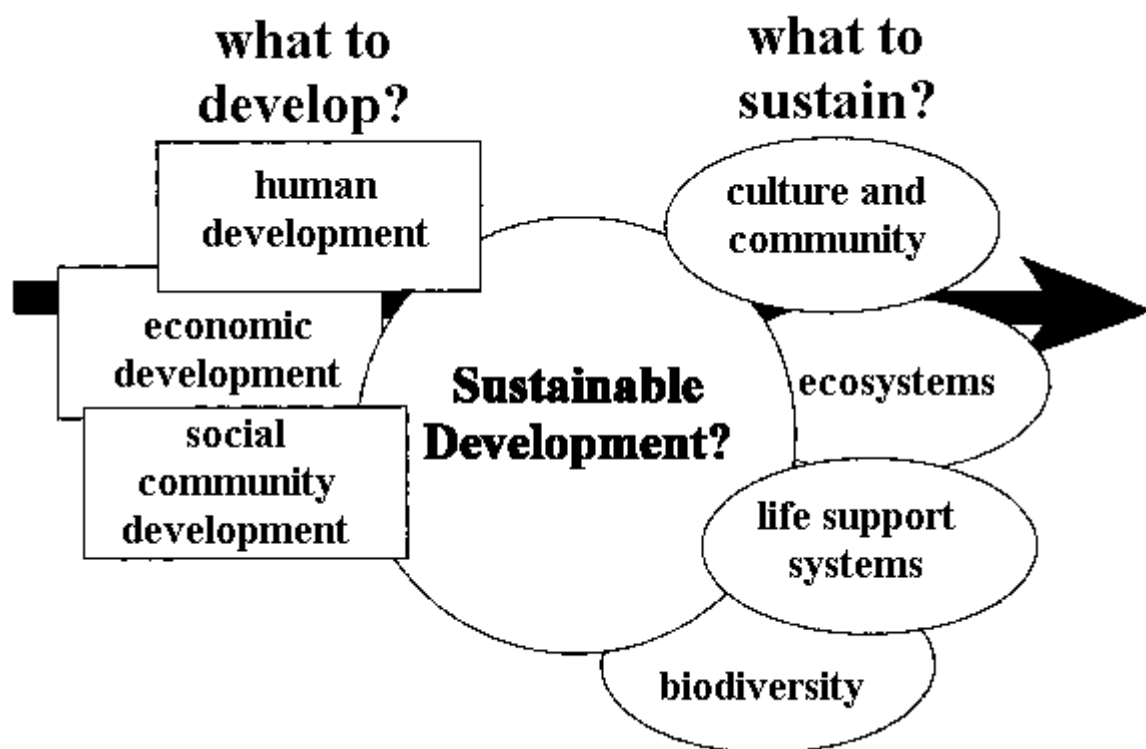 what to
develop?
human
development
economic
development
social
community
development
Sustainable
Development?
what to
sustain?
culture and
community
ecosystems
life support
systems
biodiversity